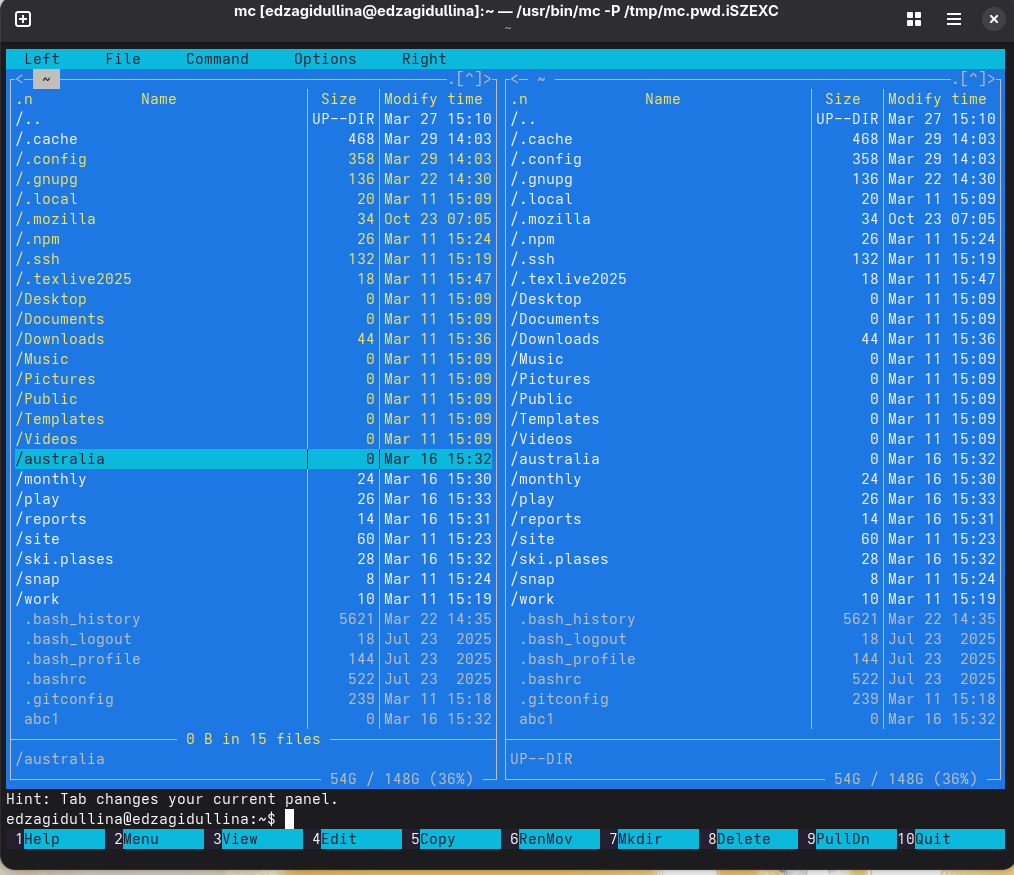 mc [edzagidullina@edzagidullina]:~ — /usr/bin/mc -P /tmp/mc.pwd.iSZEXC
~
Left File Command Options Right
<─ ~ ─.[^]>┐┌<─ ~ ─.[^]>
.n Name │ Size │Modify time .n Name │ Size │Modify time
/.. │UP--DIR│Mar 27 15:10 /.. │UP--DIR│Mar 27 15:10
/.cache │ 468│Mar 29 14:03 /.cache │ 468│Mar 29 14:03
/.config │ 358│Mar 29 14:03 /.config │ 358│Mar 29 14:03
/.gnupg │ 136│Mar 22 14:30 /.gnupg │ 136│Mar 22 14:30
/.local │ 20│Mar 11 15:09 /.local │ 20│Mar 11 15:09
/.mozilla │ 34│Oct 23 07:05 /.mozilla │ 34│Oct 23 07:05
/.npm │ 26│Mar 11 15:24 /.npm │ 26│Mar 11 15:24
/.ssh │ 132│Mar 11 15:19 /.ssh │ 132│Mar 11 15:19
/.texlive2025 │ 18│Mar 11 15:47 /.texlive2025 │ 18│Mar 11 15:47
/Desktop │ 0│Mar 11 15:09 /Desktop │ 0│Mar 11 15:09
/Documents │ 0│Mar 11 15:09 /Documents │ 0│Mar 11 15:09
/Downloads │ 44│Mar 11 15:36 /Downloads │ 44│Mar 11 15:36
/Music │ 0│Mar 11 15:09 /Music │ 0│Mar 11 15:09
/Pictures │ 0│Mar 11 15:09 /Pictures │ 0│Mar 11 15:09
/Public │ 0│Mar 11 15:09 /Public │ 0│Mar 11 15:09
/Templates │ 0│Mar 11 15:09 /Templates │ 0│Mar 11 15:09
/Videos │ 0│Mar 11 15:09 /Videos │ 0│Mar 11 15:09
/australia │ 0│Mar 16 15:32 /australia │ 0│Mar 16 15:32
/monthly │ 24│Mar 16 15:30 /monthly │ 24│Mar 16 15:30
/play │ 26│Mar 16 15:33 /play │ 26│Mar 16 15:33
/reports │ 14│Mar 16 15:31 /reports │ 14│Mar 16 15:31
/site │ 60│Mar 11 15:23 /site │ 60│Mar 11 15:23
/ski.plases │ 28│Mar 16 15:32 /ski.plases │ 28│Mar 16 15:32
/snap │ 8│Mar 11 15:24 /snap │ 8│Mar 11 15:24
/work │ 10│Mar 11 15:19 /work │ 10│Mar 11 15:19
.bash_history │ 5621│Mar 22 14:35 .bash_history │ 5621│Mar 22 14:35
.bash_logout │ 18│Jul 23 2025 .bash_logout │ 18│Jul 23 2025
.bash_profile │ 144│Jul 23 2025 .bash_profile │ 144│Jul 23 2025
.bashrc │ 522│Jul 23 2025 .bashrc │ 522│Jul 23 2025
.gitconfig │ 239│Mar 11 15:18 .gitconfig │ 239│Mar 11 15:18
abc1 │ 0│Mar 16 15:32 abc1 │ 0│Mar 16 15:32
0 B in 15 files
/australia UP--DIR
54G / 148G (36%) 54G / 148G (36%)
Hint: Tab changes your current panel.
edzagidullina@edzagidullina:~$
1Help 2Menu 3View 4Edit 5Copy 6RenMov 7Mkdir 8Delete 9PullDn 10Quit